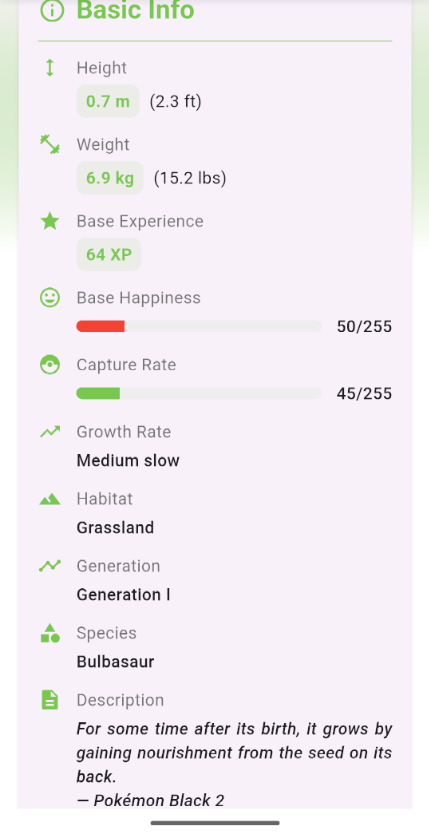 Basic Info
Height
0.7 m (2.3 ft)
Weight
6.9 kg (15.2 lbs)
Base Experience
64 XP
Base Happiness
50/255
Capture Rate
45/255
Growth Rate
Medium slow
Habitat
Grassland
Generation
Generation I
Species
Bulbasaur
Description
For some time after its birth, it grows by
gaining nourishment from the seed on its
back.
— Pokémon Black 2